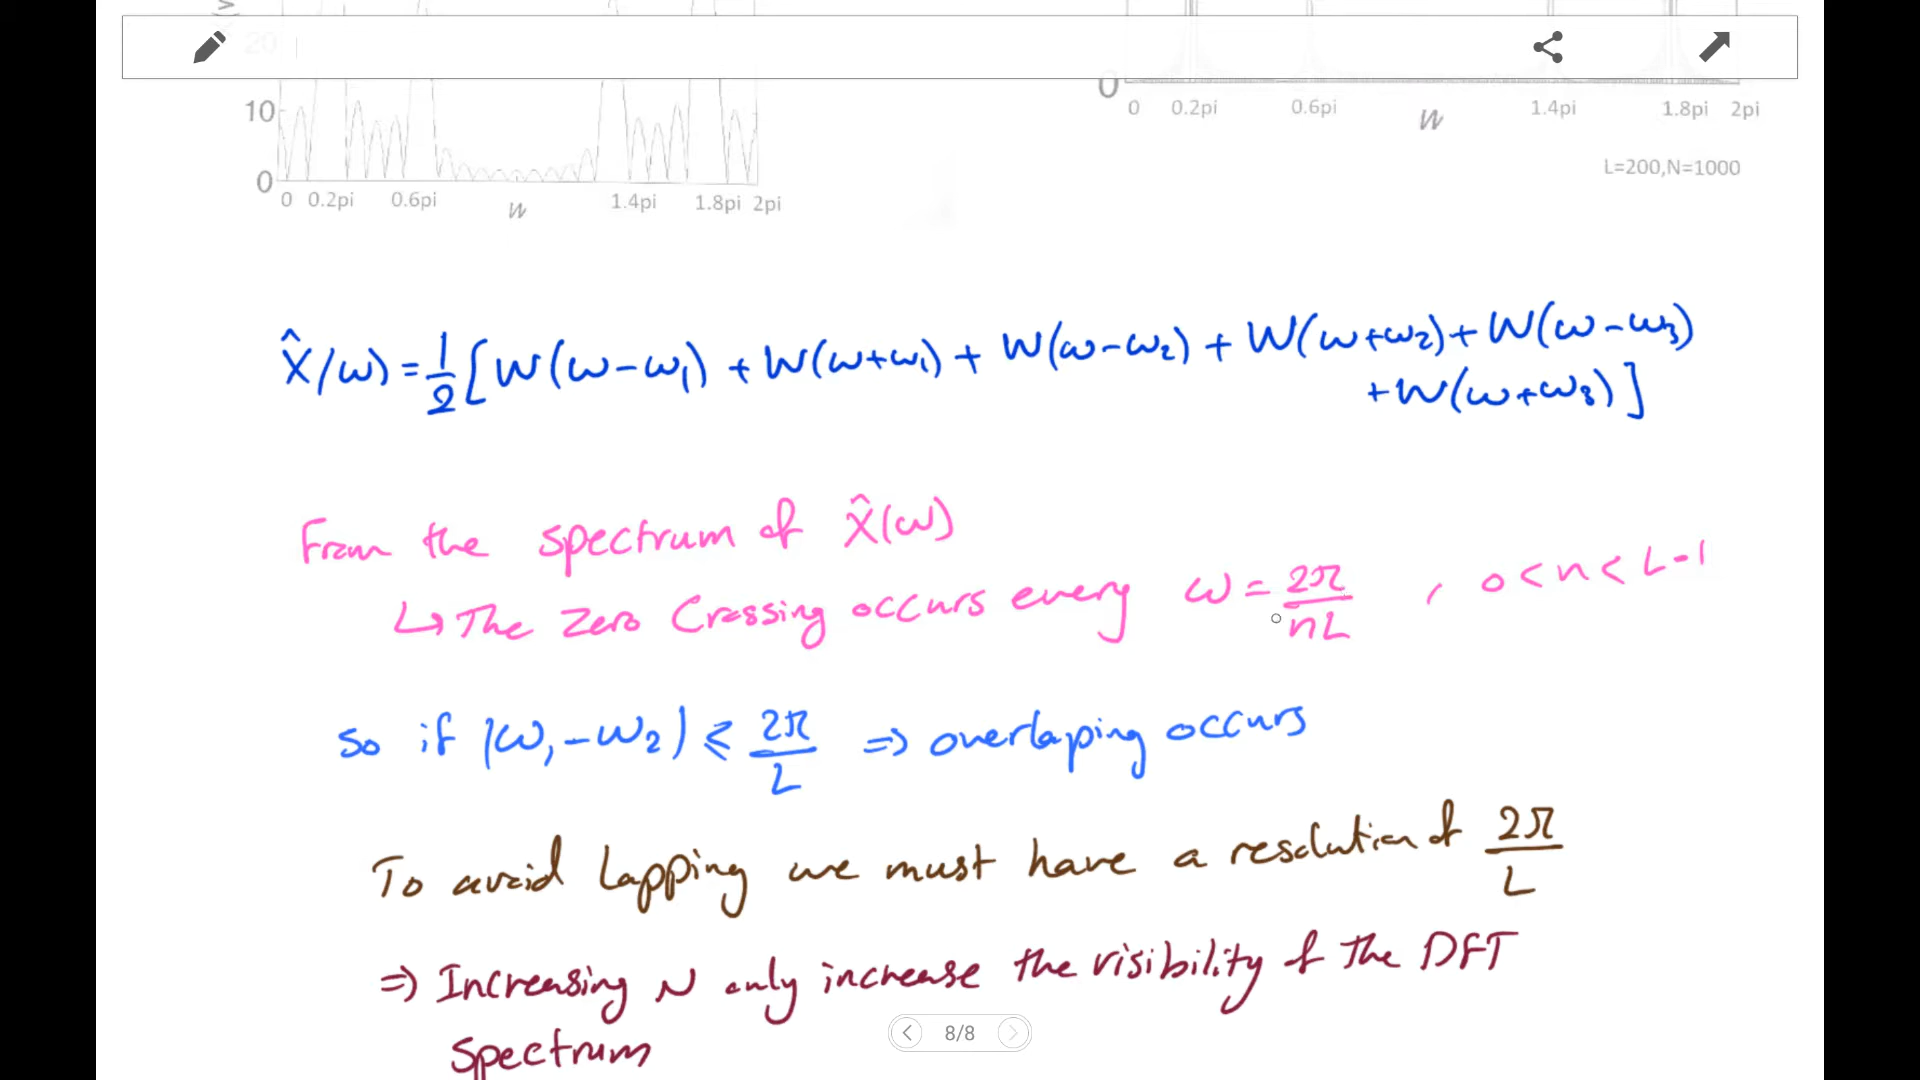 20
10
0
0 0.2pi 0.6pi W 1.4pi 1.8pi 2pi
0
0 0.2pi 0.6pi W 1.4pi 1.8pi 2pi
L=200,N=1000
X̂(ω) = 1/2 [W(ω-ω₁) + W(ω+ω₁) + W(ω-ω₂) + W(ω+ω₂) + W(ω-ω₃)
+ W(ω+ω₃)]
From the spectrum of X̂(ω)
↳ The zero Crossing occurs every ω = 2π/nL , 0 < n < L-1
so if |ω₁-ω₂| ⩽ 2π/L ⇒ overlaping occurs
To avoid Lapping we must have a resolution of 2π/L
⇒ Increasing N only increase the visibility of the DFT
Spectrum
8/8